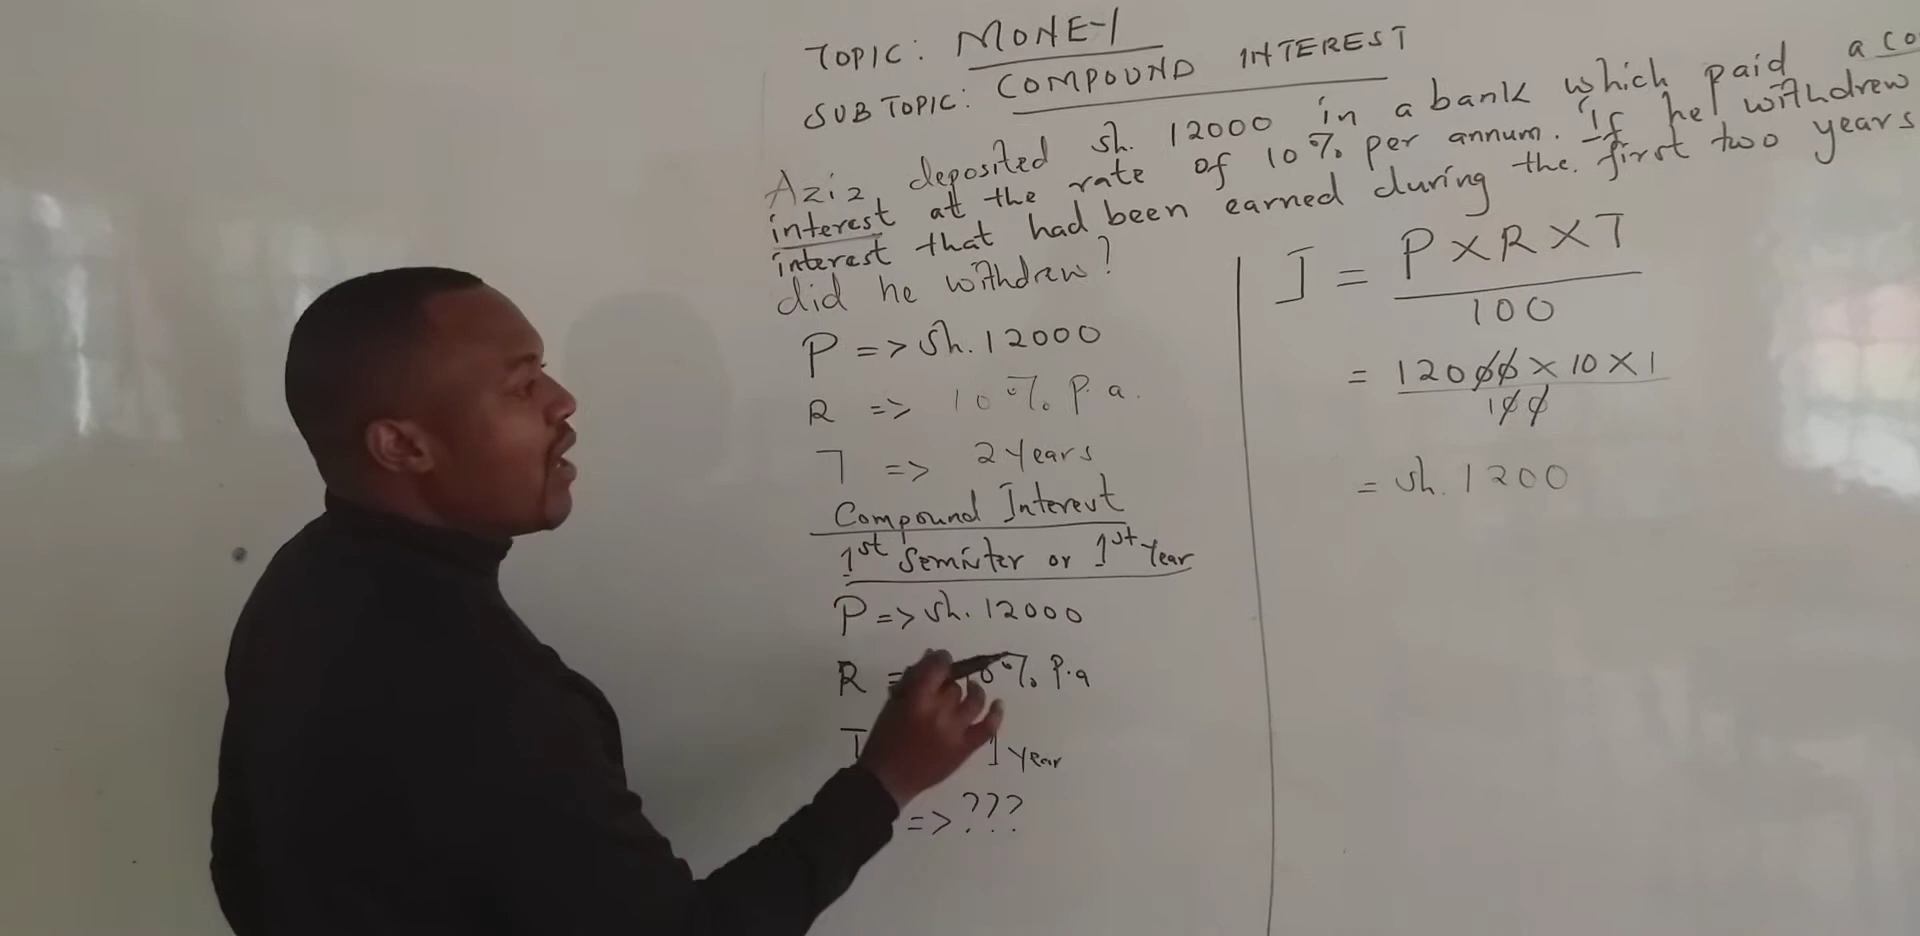 TOPIC: MONEY
SUBTOPIC: COMPOUND INTEREST
Aziz deposited sh. 12000 in a bank which paid a co
interest at the rate of 10% per annum. If he withdrew
interest that had been earned during the first two years
did he withdrew?
P => sh. 12000
R => 10% P.a.
T => 2 Years
Compound Interest
1st Semister or 1st Year
P => sh. 12000
R = 10% P.a
T 1 year
=> ???
I = P X R X T
100
= 12000 X 10 X 1
100
= sh. 1200